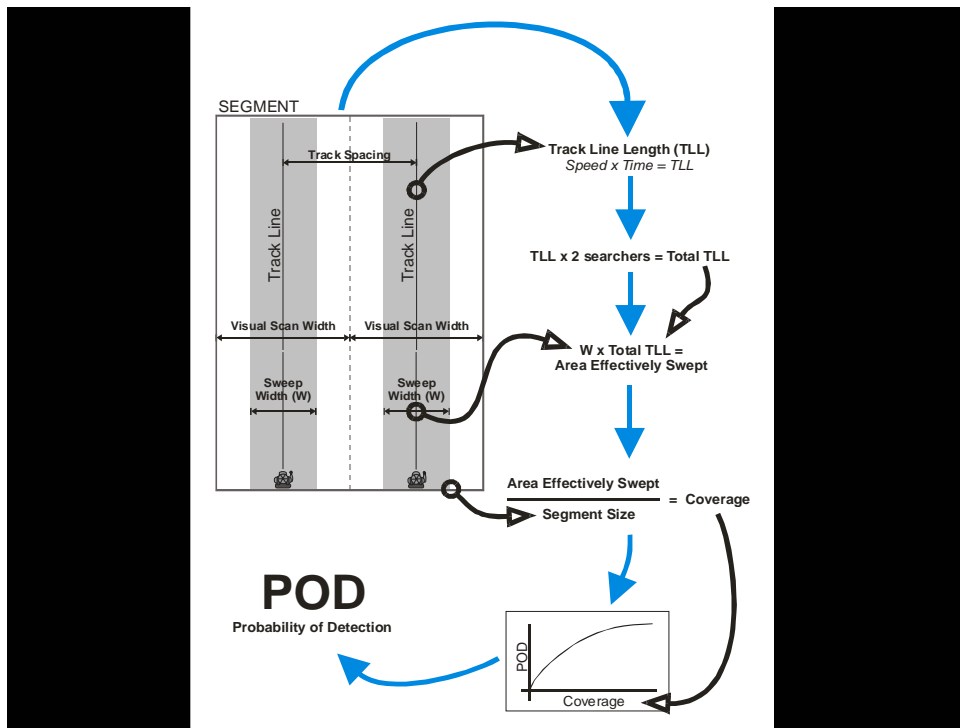 SEGMENT
Track Spacing
Track Line
Track Line
Visual Scan Width
Visual Scan Width
Sweep
Width (W)
Sweep
Width (W)
Track Line Length (TLL)
Speed x Time = TLL
TLL x 2 searchers = Total TLL
W x Total TLL =
Area Effectively Swept
Area Effectively Swept
Segment Size
= Coverage
POD
Coverage
POD
Probability of Detection